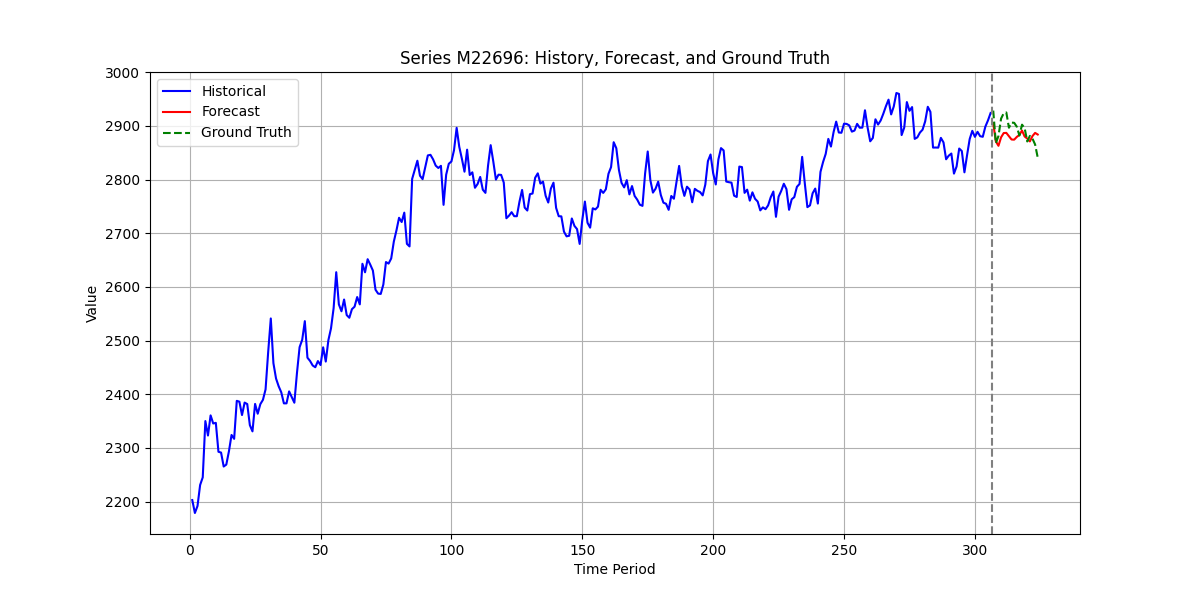 Series M22696: History, Forecast, and Ground Truth
Historical
Forecast
Ground Truth
Value
3000
2900
2800
2700
2600
2500
2400
2300
2200
0 50 100 150 200 250 300
Time Period